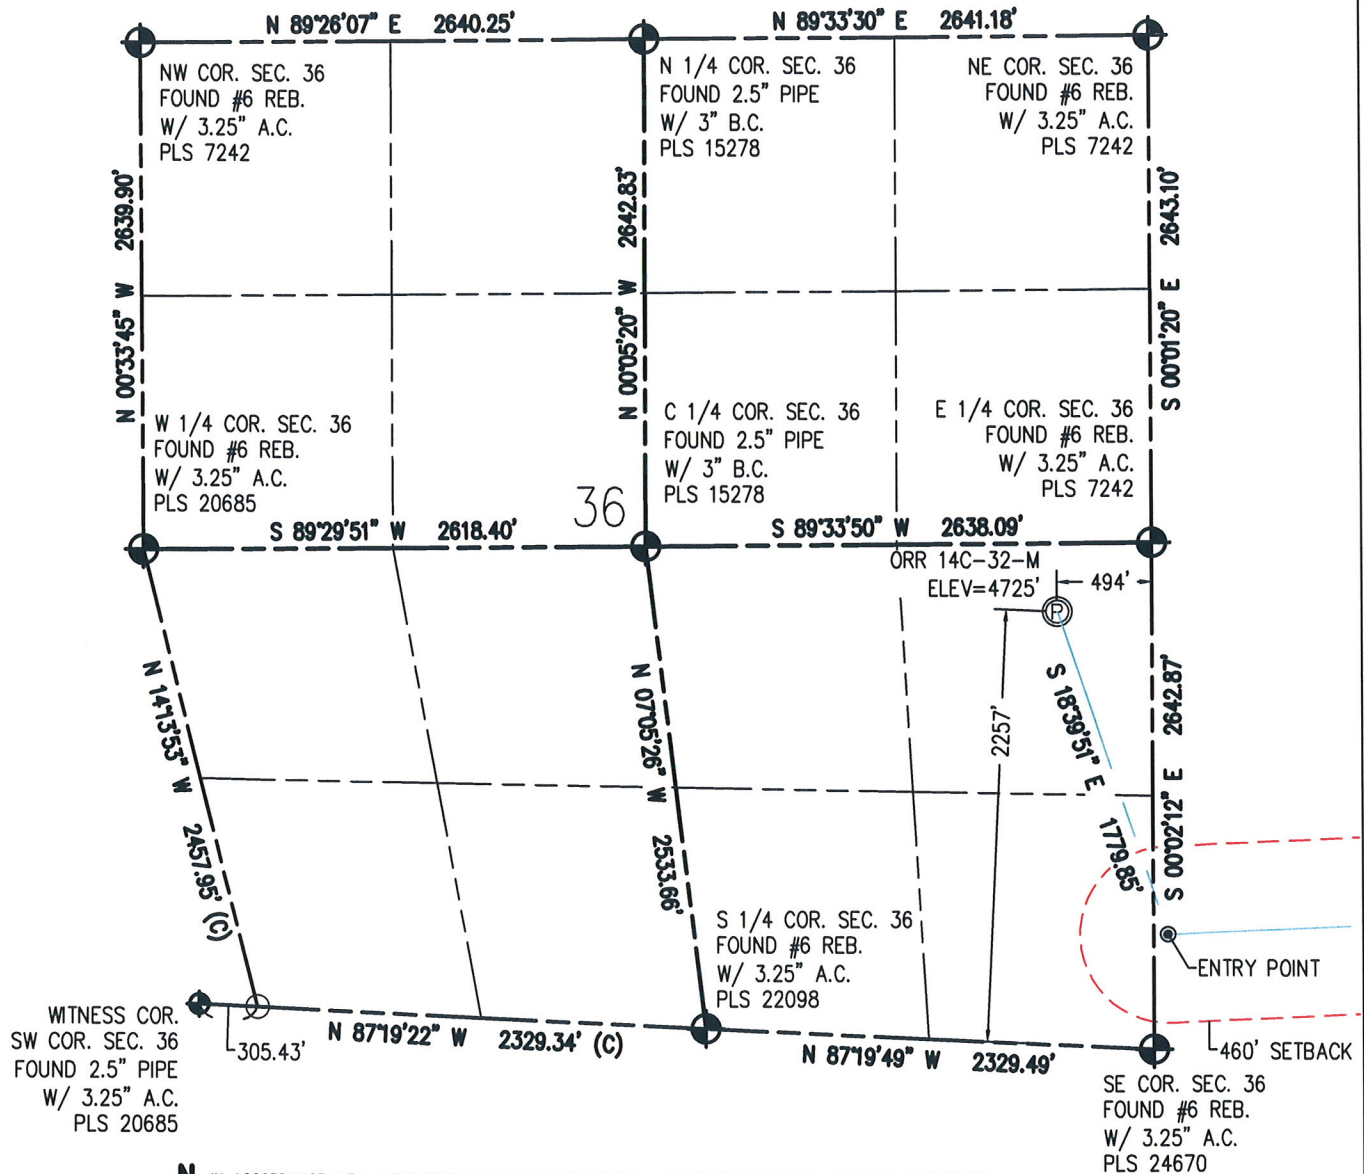 N 89°26'07" E 2640.25'
N 89°33'30" E 2641.18'
NW COR. SEC. 36
FOUND #6 REB.
W/ 3.25" A.C.
PLS 7242
N 1/4 COR. SEC. 36
FOUND 2.5" PIPE
W/ 3" B.C.
PLS 15278
NE COR. SEC. 36
FOUND #6 REB.
W/ 3.25" A.C.
PLS 7242
N 00°33'45" W 2639.90'
N 00°05'20" W 2642.83'
S 00°01'20" E 2643.10'
W 1/4 COR. SEC. 36
FOUND #6 REB.
W/ 3.25" A.C.
PLS 20685
C 1/4 COR. SEC. 36
FOUND 2.5" PIPE
W/ 3" B.C.
PLS 15278
E 1/4 COR. SEC. 36
FOUND #6 REB.
W/ 3.25" A.C.
PLS 7242
36
S 89°29'51" W 2618.40'
S 89°33'50" W 2638.09'
ORR 14C-32-M
ELEV=4725'
494'
P
2257'
S 18°39'51" E 1779.85'
S 00°02'12" E 2642.87'
N 14°13'53" W 2457.95' (C)
N 07°05'26" W 2533.66'
S 1/4 COR. SEC. 36
FOUND #6 REB.
W/ 3.25" A.C.
PLS 22098
ENTRY POINT
WITNESS COR.
SW COR. SEC. 36
FOUND 2.5" PIPE
W/ 3.25" A.C.
PLS 20685
305.43'
N 87°19'22" W 2329.34' (C)
N 87°19'49" W 2329.49'
460' SETBACK
SE COR. SEC. 36
FOUND #6 REB.
W/ 3.25" A.C.
PLS 24670
N